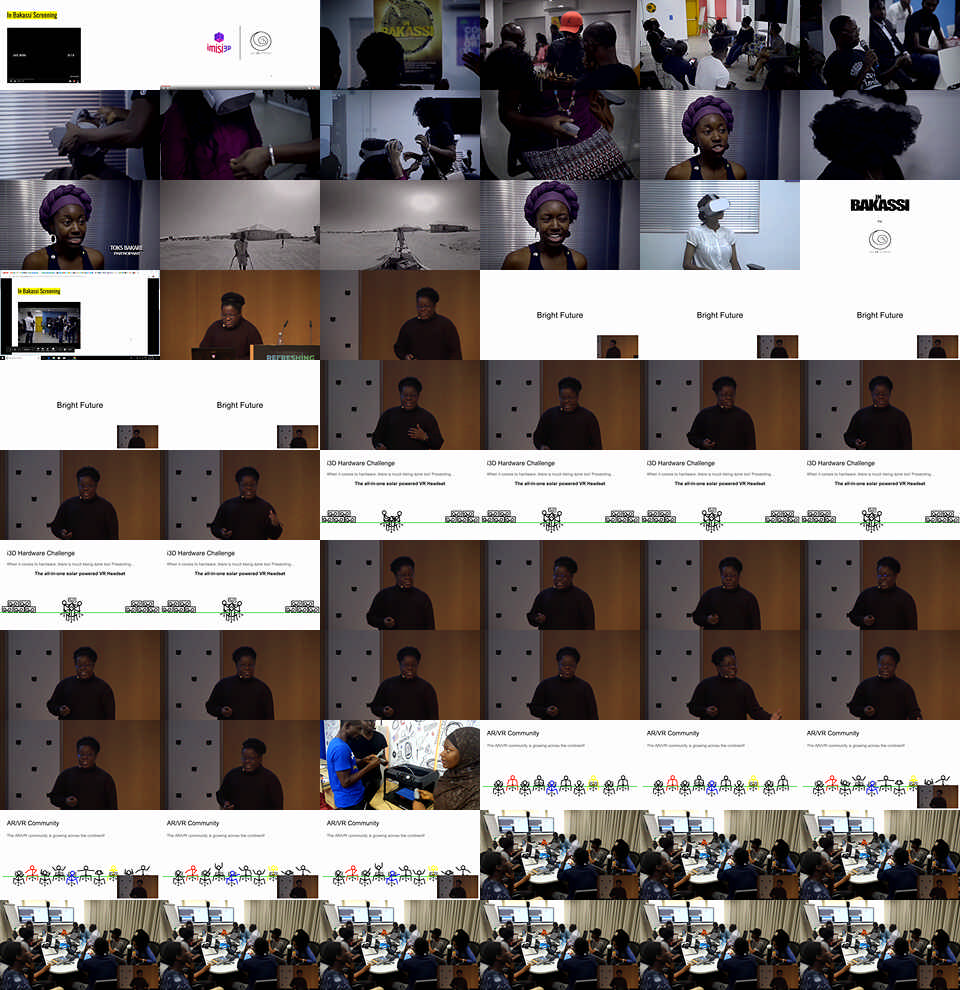 In Bakassi Screening
imisi3D
BAKASSI
TOKS BAKARE
PARTICIPANT
IN
BAKASSI
In Bakassi Screening
REFRESHING
Bright Future
Bright Future
Bright Future
Bright Future
Bright Future
i3D Hardware Challenge
When it comes to hardware, there is much being done too! Presenting...
The all-in-one solar powered VR Headset
i3D Hardware Challenge
When it comes to hardware, there is much being done too! Presenting...
The all-in-one solar powered VR Headset
i3D Hardware Challenge
When it comes to hardware, there is much being done too! Presenting...
The all-in-one solar powered VR Headset
i3D Hardware Challenge
When it comes to hardware, there is much being done too! Presenting...
The all-in-one solar powered VR Headset
i3D Hardware Challenge
When it comes to hardware, there is much being done too! Presenting...
The all-in-one solar powered VR Headset
i3D Hardware Challenge
When it comes to hardware, there is much being done too! Presenting...
The all-in-one solar powered VR Headset
AR/VR Community
The AR/VR community is growing across the continent!
AR/VR Community
The AR/VR community is growing across the continent!
AR/VR Community
The AR/VR community is growing across the continent!
AR/VR Community
The AR/VR community is growing across the continent!
AR/VR Community
The AR/VR community is growing across the continent!
AR/VR Community
The AR/VR community is growing across the continent!